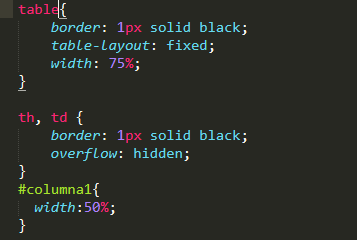 table{
    border: 1px solid black;
    table-layout: fixed;
    width: 75%;
}

th, td {
    border: 1px solid black;
    overflow: hidden;
}
#columna1{
  width:50%;
}